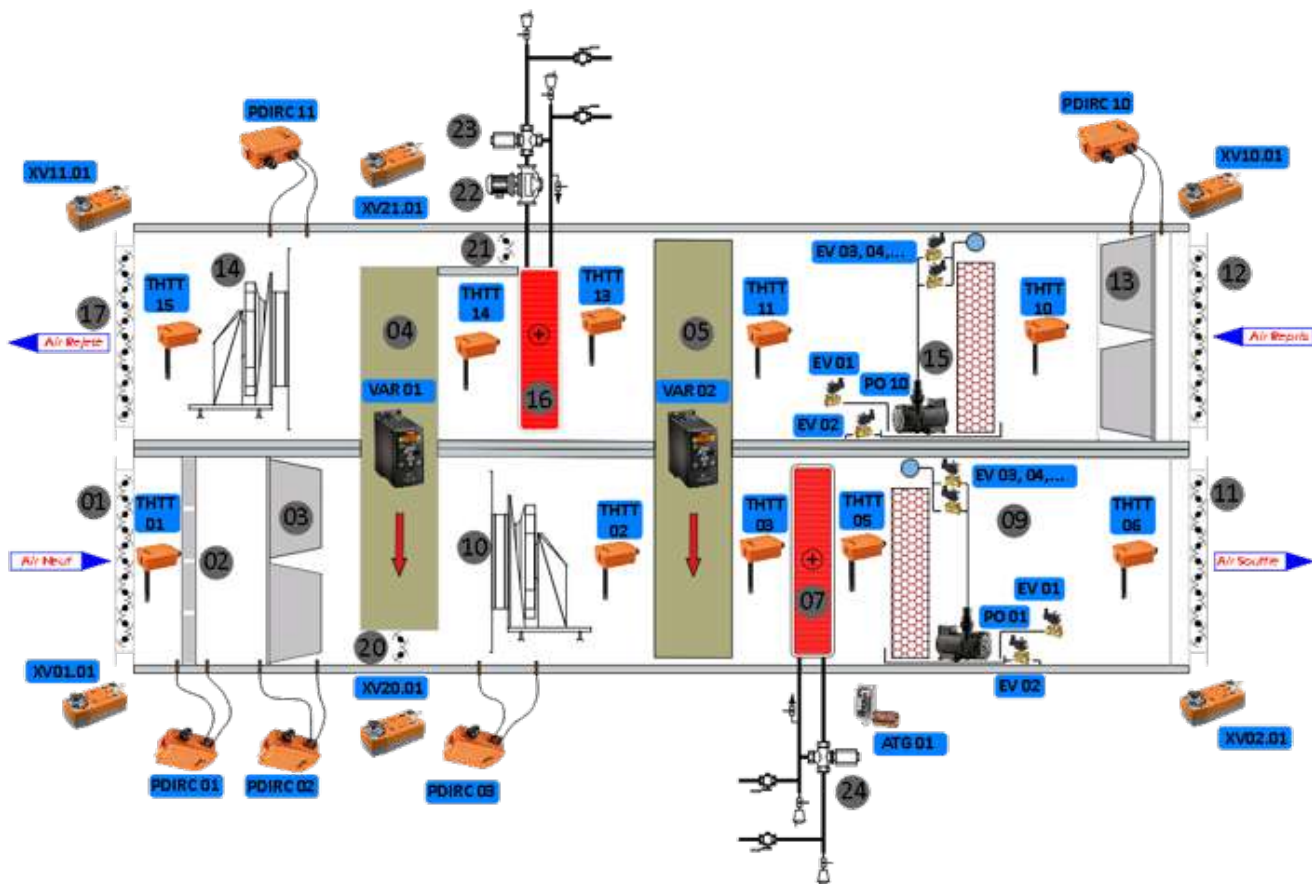 PDIRC 11
PDIRC 10
23
XV11.01
XV10.01
22
XV21.01
21
EV 03, 04,...
14
THTT
15
THTT
14
THTT
13
THTT
11
THTT
10
13
12
17
04
05
Air Rejeté
Air Repris
EV 01
15
PO 10
VAR 01
16
VAR 02
EV 02
01
THTT
01
03
THTT
02
THTT
03
THTT
05
EV 03, 04,...
09
THTT
06
11
Air Neuf
02
10
Air Soufflé
07
EV 01
PO 01
20
EV 02
XV01.01
XV20.01
XV02.01
PDIRC 01
PDIRC 02
PDIRC 03
ATG 01
24